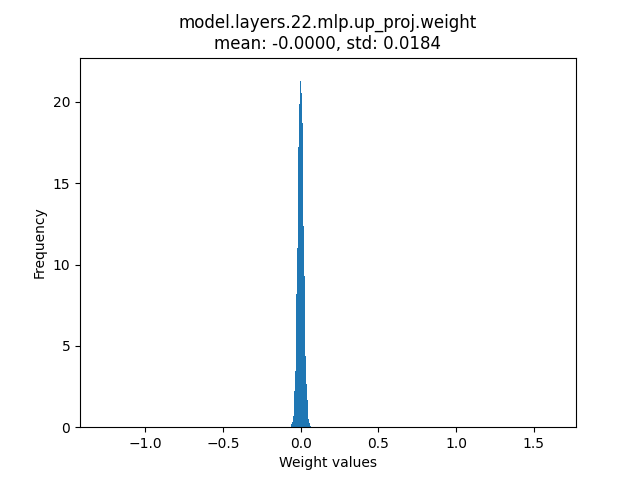 model.layers.22.mlp.up_proj.weight
mean: -0.0000, std: 0.0184
20
15
10
5
0
Frequency
−1.0
−0.5
0.0
0.5
1.0
1.5
Weight values